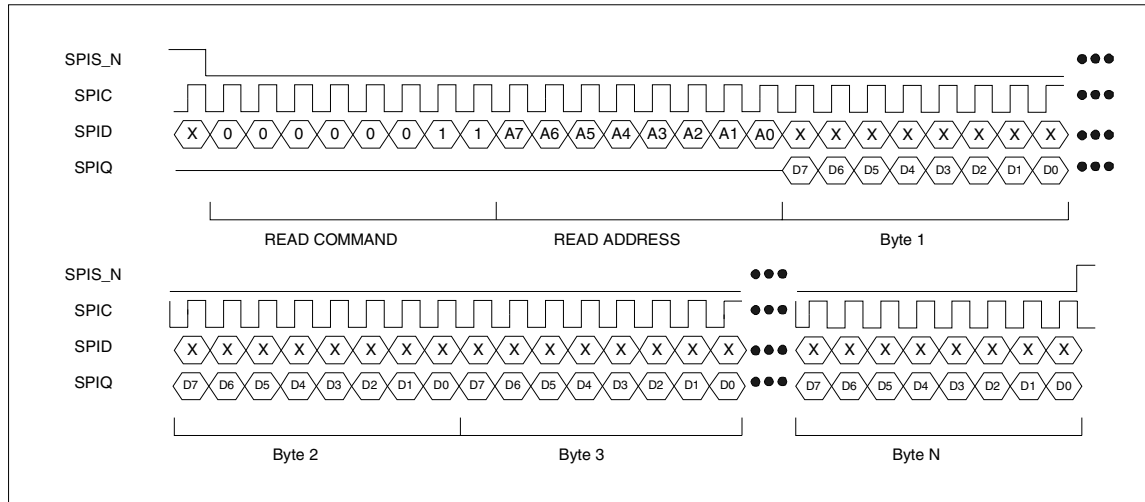 SPIS_N
SPIC
SPID X 0 0 0 0 0 0 1 1 A7 A6 A5 A4 A3 A2 A1 A0 X X X X X X X X
SPIQ D7 D6 D5 D4 D3 D2 D1 D0
READ COMMAND READ ADDRESS Byte 1
SPIS_N
SPIC
SPID X X X X X X X X X X X X X X X X X X X X X X X X
SPIQ D7 D6 D5 D4 D3 D2 D1 D0 D7 D6 D5 D4 D3 D2 D1 D0 D7 D6 D5 D4 D3 D2 D1 D0
Byte 2 Byte 3 Byte N